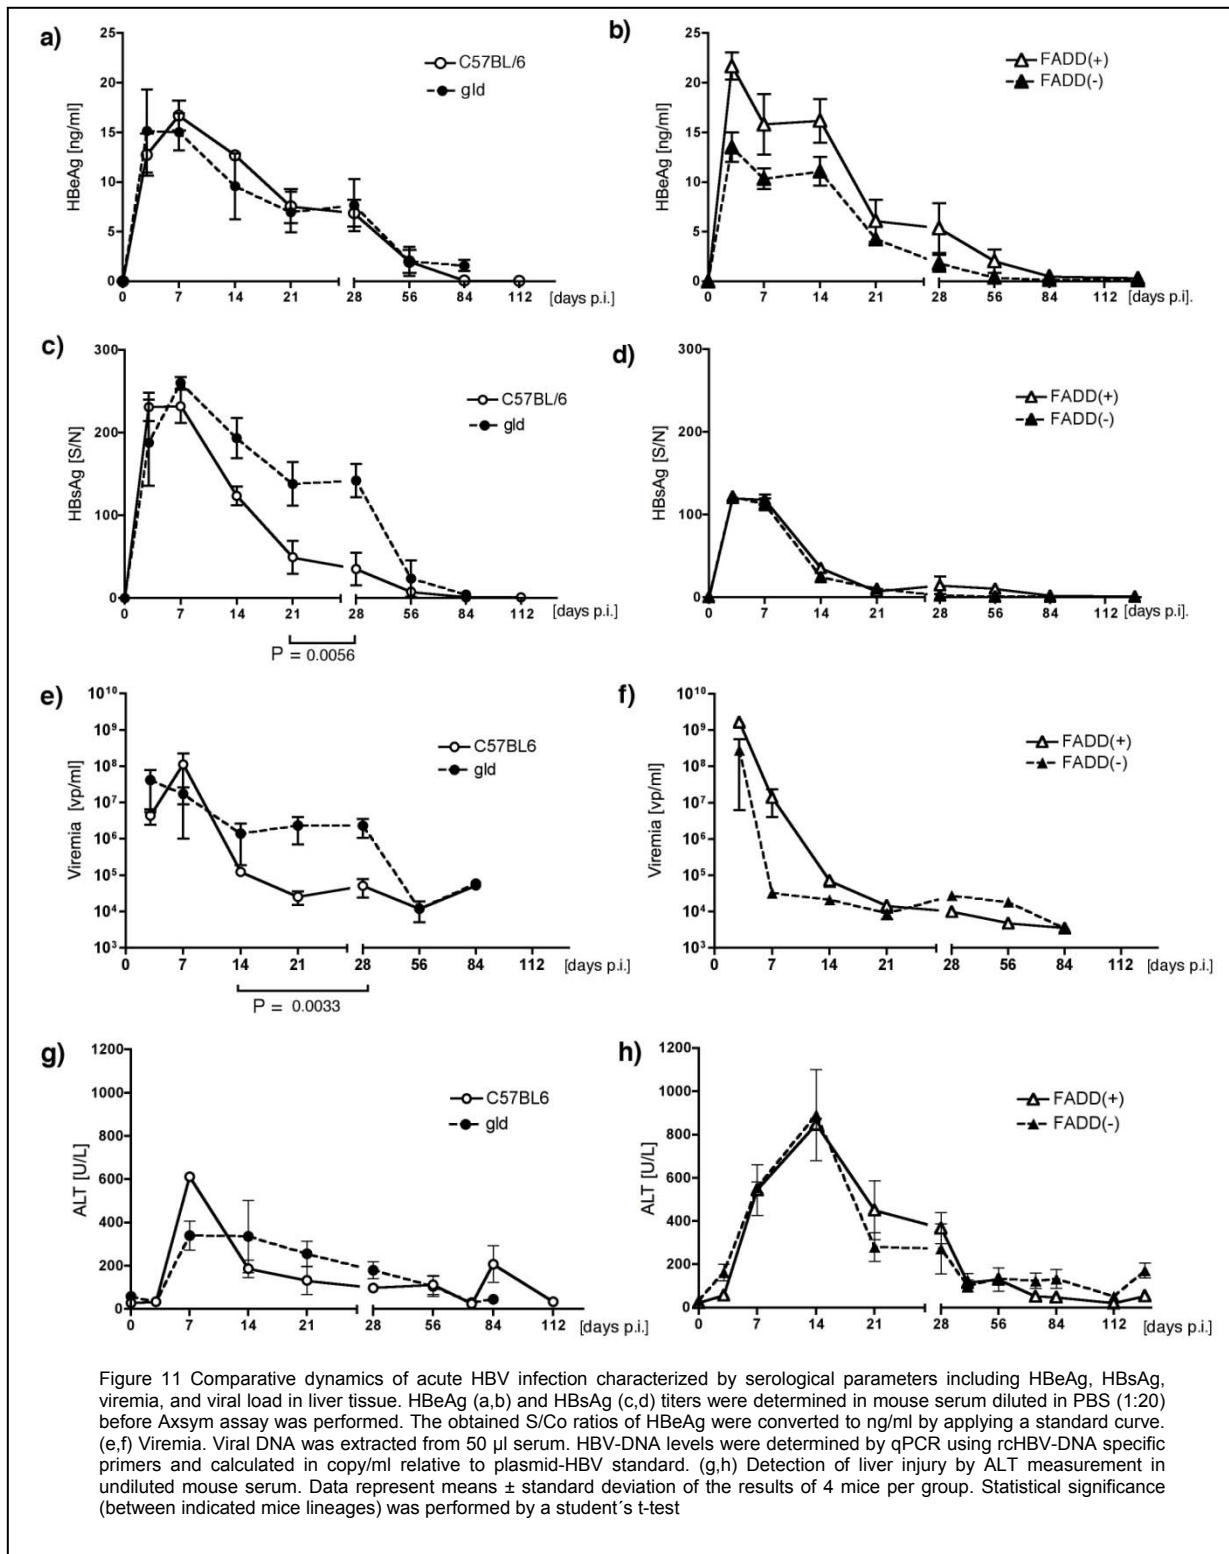 a)
25
20
15
10
5
0
HBeAg [ng/ml]
C57BL/6
gld
0 7 14 21 28 56 84 112 [days p.i.]
b)
25
20
15
10
5
0
HBeAg [ng/ml]
FADD(+)
FADD(-)
0 7 14 21 28 56 84 112 [days p.i].
c)
300
200
100
0
HBsAg [S/N]
C57BL/6
gld
0 7 14 21 28 56 84 112 [days p.i.]
P = 0.0056
d)
300
200
100
0
HBsAg [S/N]
FADD(+)
FADD(-)
0 7 14 21 28 56 84 112 [days p.i].
e)
10¹⁰
10⁹
10⁸
10⁷
10⁶
10⁵
10⁴
10³
Viremia [vp/ml]
C57BL6
gld
0 7 14 21 28 56 84 112 [days p.i.]
P = 0.0033
f)
10¹⁰
10⁹
10⁸
10⁷
10⁶
10⁵
10⁴
10³
Viremia [vp/ml]
FADD(+)
FADD(-)
0 7 14 21 28 56 84 112 [days p.i.]
g)
1200
1000
800
600
400
200
0
ALT [U/L]
C57BL6
gld
0 7 14 21 28 56 84 112 [days p.i.]
h)
1200
1000
800
600
400
200
0
ALT [U/L]
FADD(+)
FADD(-)
0 7 14 21 28 56 84 112 [days p.i.]
Figure 11 Comparative dynamics of acute HBV infection characterized by serological parameters including HBeAg, HBsAg,
viremia, and viral load in liver tissue. HBeAg (a,b) and HBsAg (c,d) titers were determined in mouse serum diluted in PBS (1:20)
before Axsym assay was performed. The obtained S/Co ratios of HBeAg were converted to ng/ml by applying a standard curve.
(e,f) Viremia. Viral DNA was extracted from 50 µl serum. HBV-DNA levels were determined by qPCR using rcHBV-DNA specific
primers and calculated in copy/ml relative to plasmid-HBV standard. (g,h) Detection of liver injury by ALT measurement in
undiluted mouse serum. Data represent means ± standard deviation of the results of 4 mice per group. Statistical significance
(between indicated mice lineages) was performed by a student´s t-test